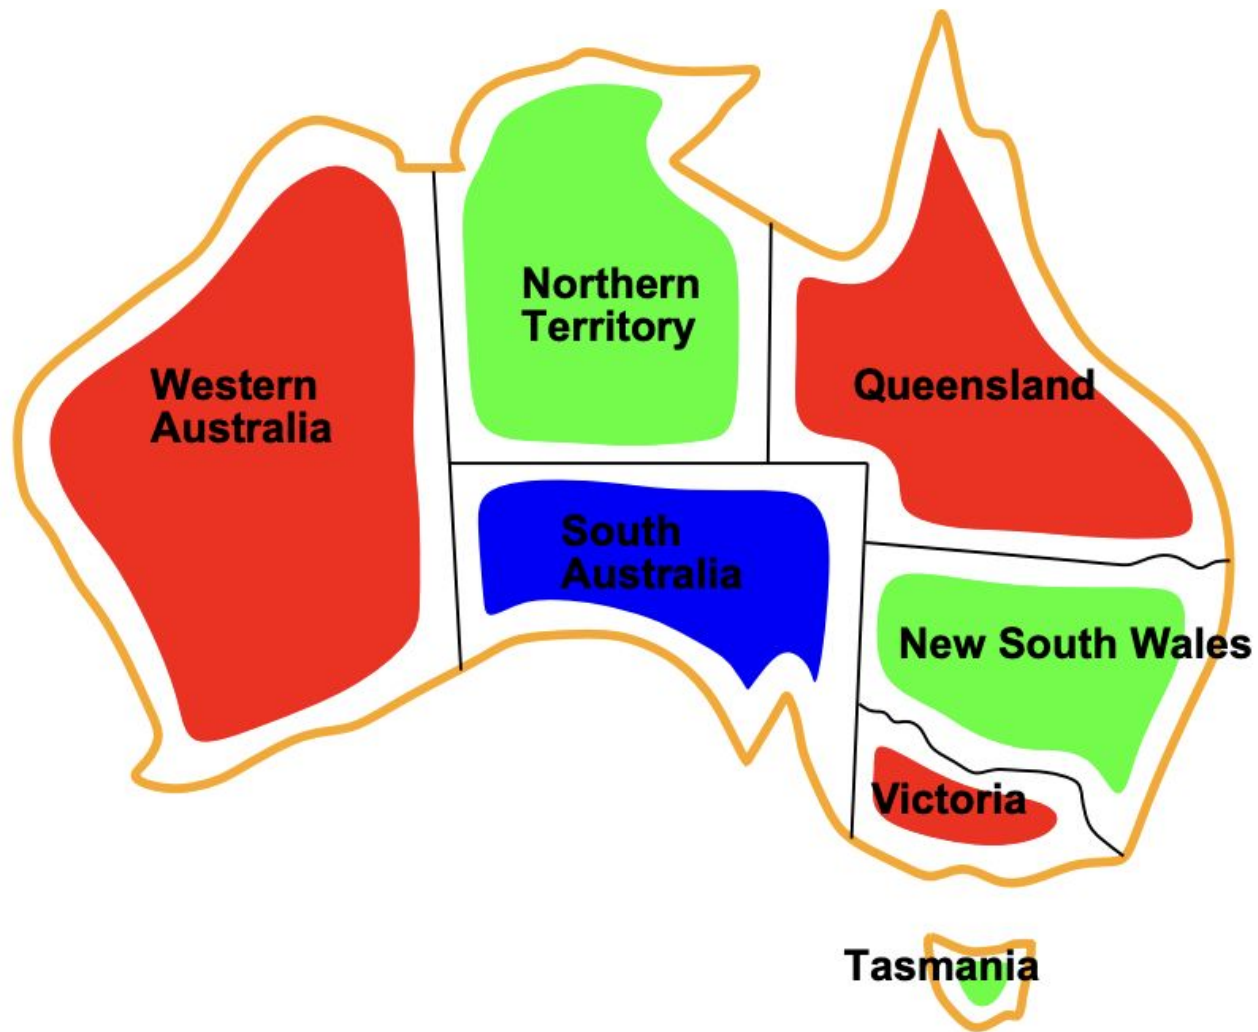 Northern
Territory
Western
Australia
Queensland
South
Australia
New South Wales
Victoria
Tasmania